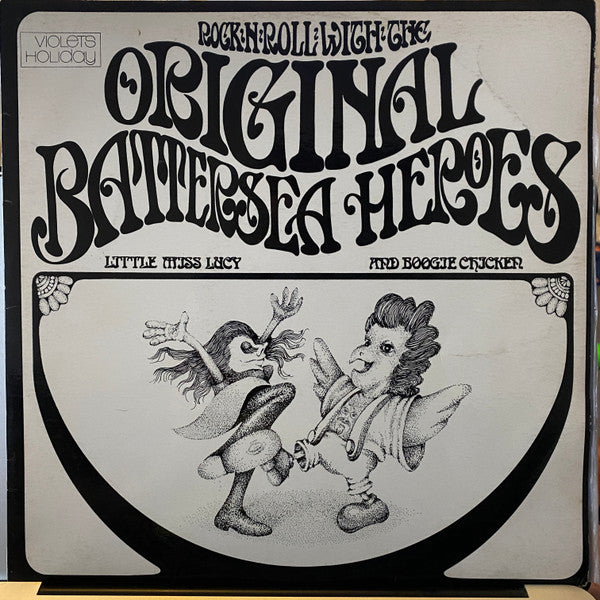 VIOLETS
HOLIDAY
ROCK·N·ROLL·WITH·THE
ORIGINAL
BATTERSEA HEROES
LITTLE MISS LUCY AND BOOGIE CHICKEN